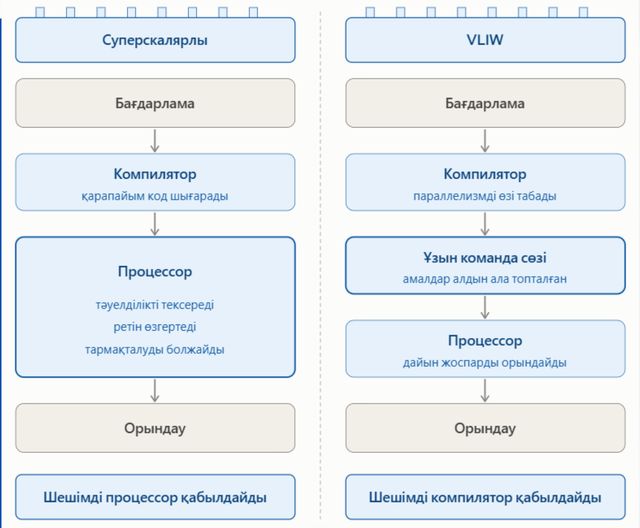 Суперскалярлы
Бағдарлама
Компилятор
қарапайым код шығарады
Процессор
тәуелділікті тексереді
ретін өзгертеді
тармақталуды болжайды
Орындау
Шешімді процессор қабылдайды
VLIW
Бағдарлама
Компилятор
параллелизмді өзі табады
Ұзын команда сөзі
амалдар алдын ала топталған
Процессор
дайын жоспарды орындайды
Орындау
Шешімді компилятор қабылдайды